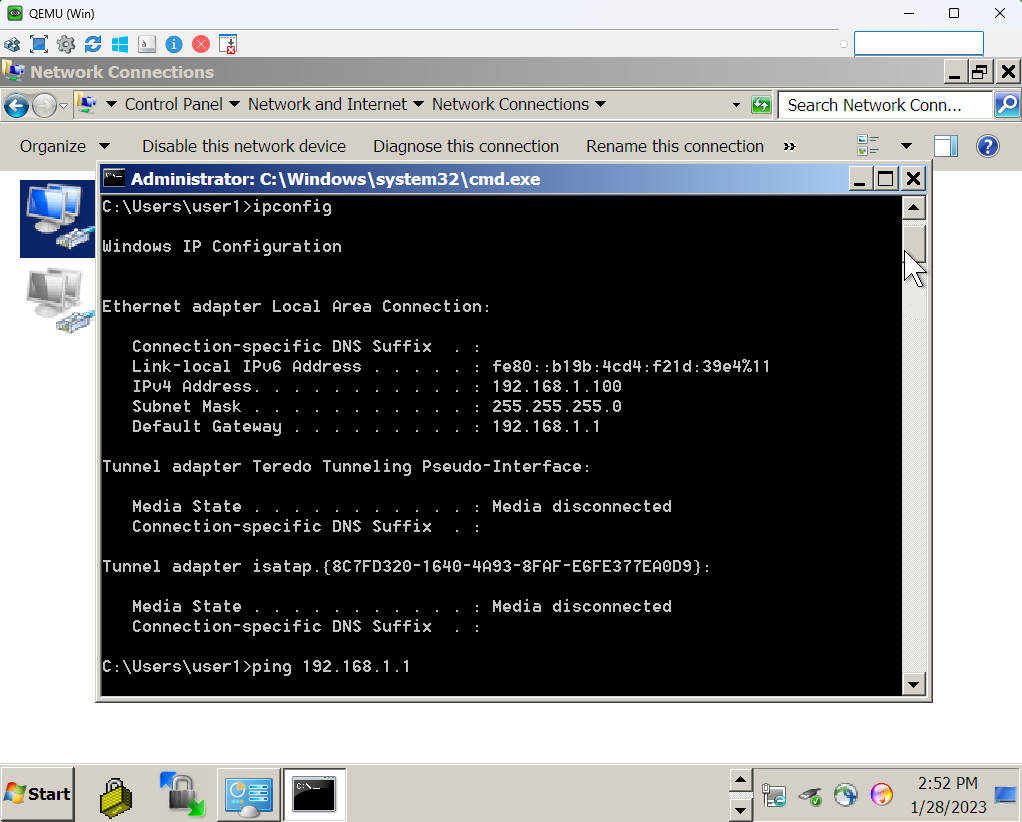 QEMU (Win)
Network Connections
Control Panel Network and Internet Network Connections
Search Network Conn...
Organize Disable this network device Diagnose this connection Rename this connection »
Administrator: C:\Windows\system32\cmd.exe
C:\Users\user1>ipconfig
Windows IP Configuration
Ethernet adapter Local Area Connection:
Connection-specific DNS Suffix . :
Link-local IPv6 Address . . . . . : fe80::b19b:4cd4:f21d:39e4%11
IPv4 Address. . . . . . . . . . . : 192.168.1.100
Subnet Mask . . . . . . . . . . . : 255.255.255.0
Default Gateway . . . . . . . . . : 192.168.1.1
Tunnel adapter Teredo Tunneling Pseudo-Interface:
Media State . . . . . . . . . . . : Media disconnected
Connection-specific DNS Suffix . :
Tunnel adapter isatap.{8C7FD320-1640-4A93-8FAF-E6FE377EA0D9}:
Media State . . . . . . . . . . . : Media disconnected
Connection-specific DNS Suffix . :
C:\Users\user1>ping 192.168.1.1
Start
2:52 PM
1/28/2023